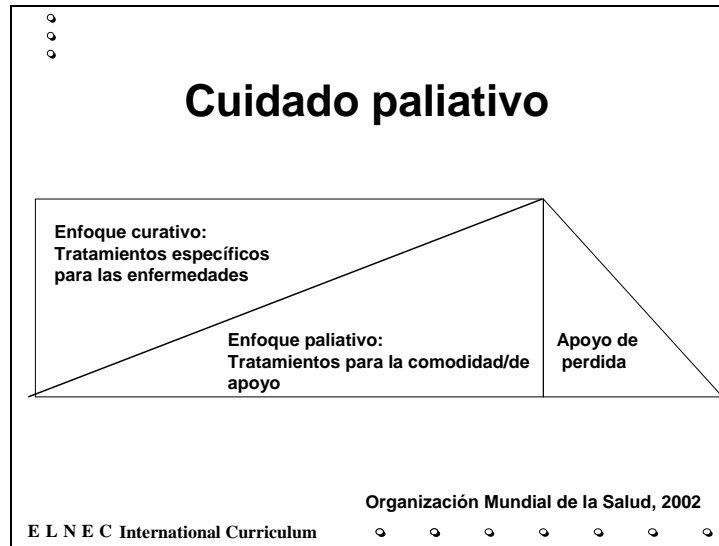 Cuidado paliativo
Enfoque curativo:
Tratamientos específicos
para las enfermedades
Enfoque paliativo:
Tratamientos para la comodidad/de
apoyo
Apoyo de
perdida
Organización Mundial de la Salud, 2002
E L N E C International Curriculum